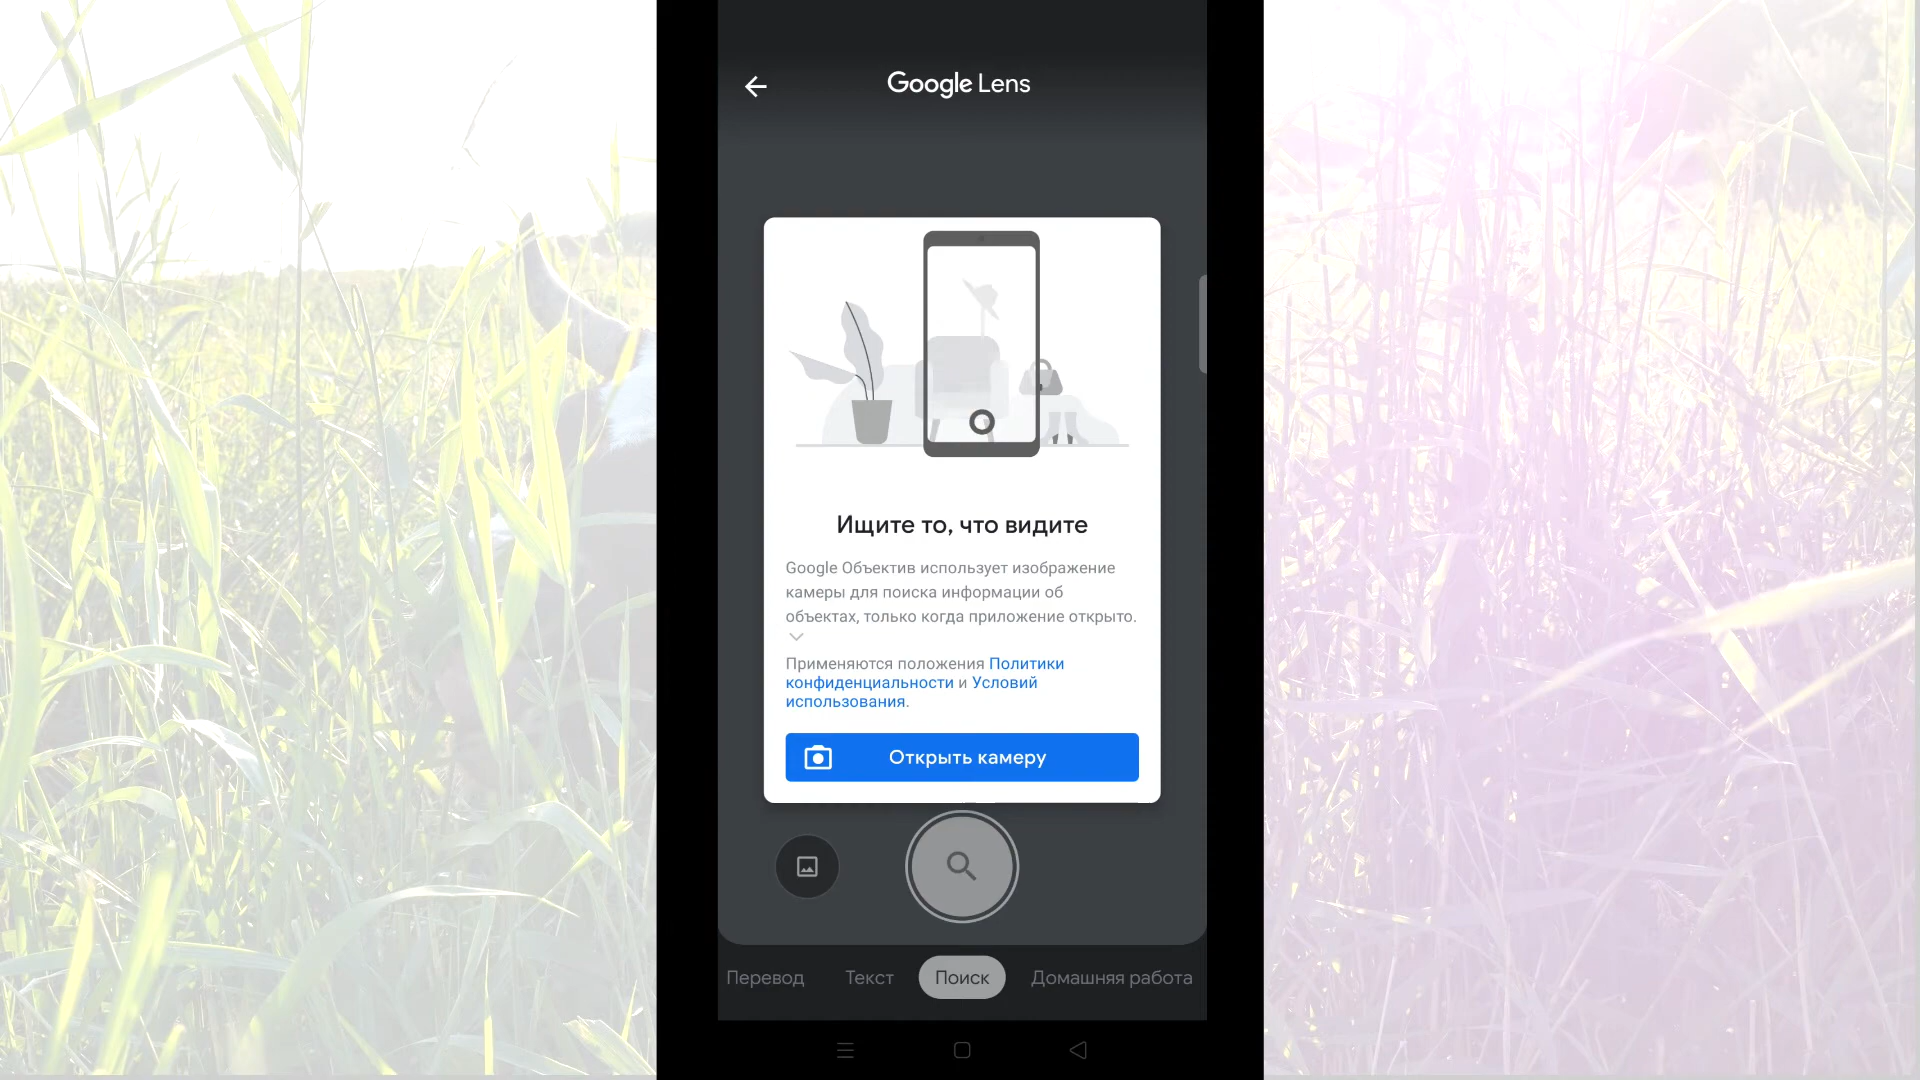 Google Lens
Ищите то, что видите
Google Объектив использует изображение
камеры для поиска информации об
объектах, только когда приложение открыто.
Применяются положения Политики
конфиденциальности и Условий
использования.
Открыть камеру
Перевод Текст Поиск Домашняя работа